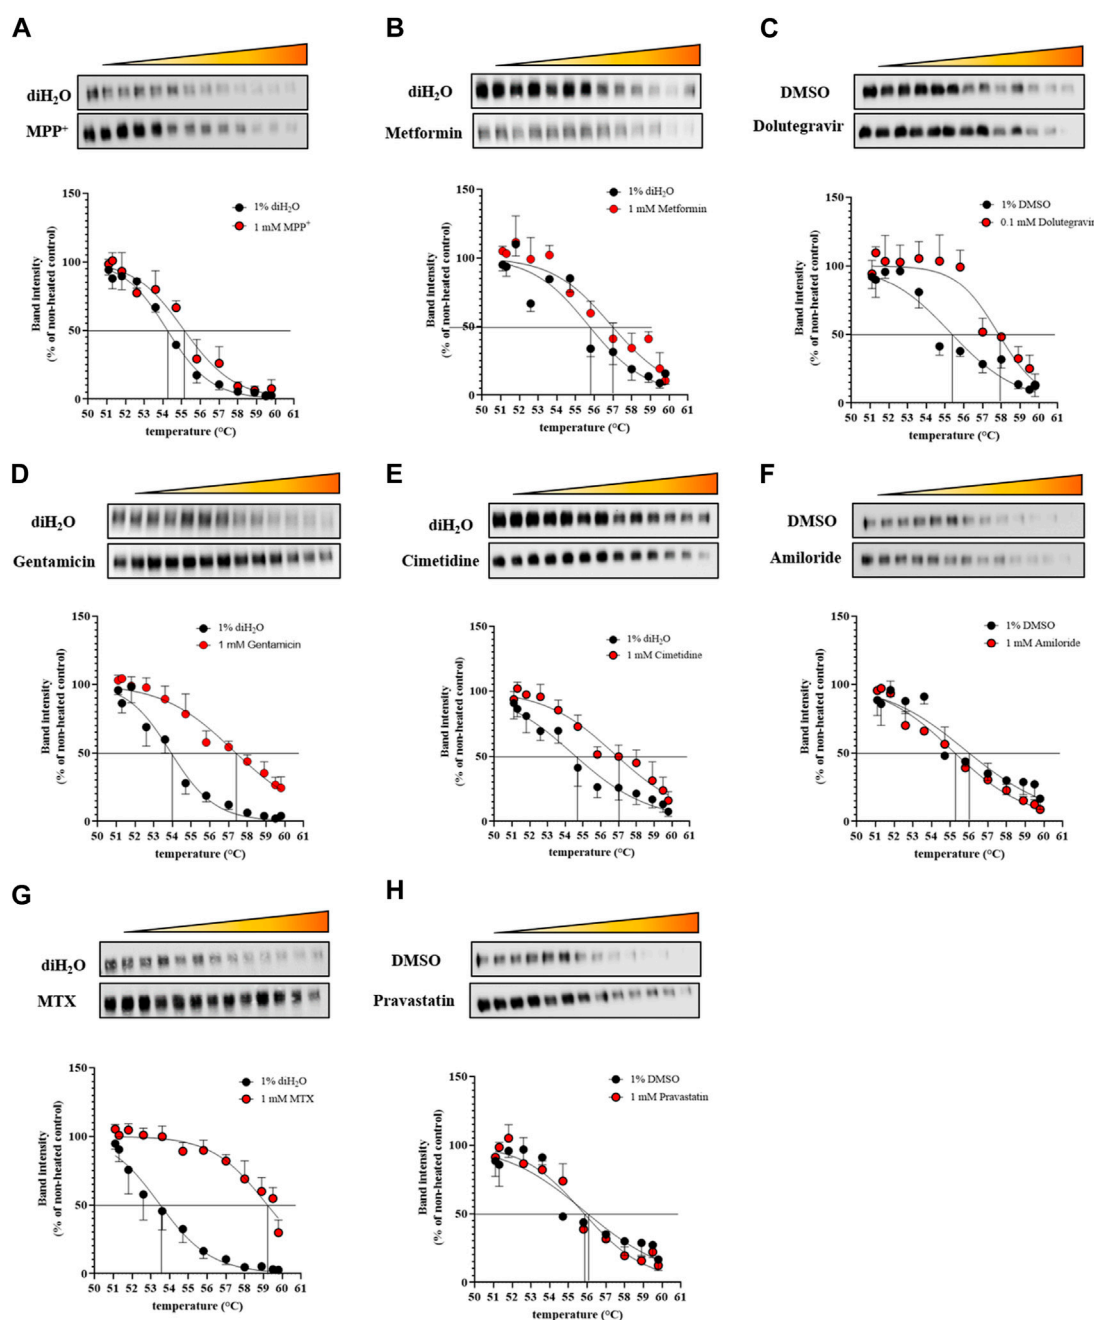 A
diH₂O
MPP⁺
150
100
50
0
Band intensity
(% of non-heated control)
1% diH₂O
1 mM MPP⁺
50 51 52 53 54 55 56 57 58 59 60 61
temperature (°C)
B
diH₂O
Metformin
150
100
50
0
Band intensity
(% of non-heated control)
1% diH₂O
1 mM Metformin
50 51 52 53 54 55 56 57 58 59 60 61
temperature (°C)
C
DMSO
Dolutegravir
150
100
50
0
Band intensity
(% of non-heated control)
1% DMSO
0.1 mM Dolutegravir
50 51 52 53 54 55 56 57 58 59 60 61
temperature (°C)
D
diH₂O
Gentamicin
150
100
50
0
Band intensity
(% of non-heated control)
1% diH₂O
1 mM Gentamicin
50 51 52 53 54 55 56 57 58 59 60 61
temperature (°C)
E
diH₂O
Cimetidine
150
100
50
0
Band intensity
(% of non-heated control)
1% diH₂O
1 mM Cimetidine
50 51 52 53 54 55 56 57 58 59 60 61
temperature (°C)
F
DMSO
Amiloride
150
100
50
0
Band intensity
(% of non-heated control)
1% DMSO
1 mM Amiloride
50 51 52 53 54 55 56 57 58 59 60 61
temperature (°C)
G
diH₂O
MTX
150
100
50
0
Band intensity
(% of non-heated control)
1% diH₂O
1 mM MTX
50 51 52 53 54 55 56 57 58 59 60 61
temperature (°C)
H
DMSO
Pravastatin
150
100
50
0
Band intensity
(% of non-heated control)
1% DMSO
1 mM Pravastatin
50 51 52 53 54 55 56 57 58 59 60 61
temperature (°C)